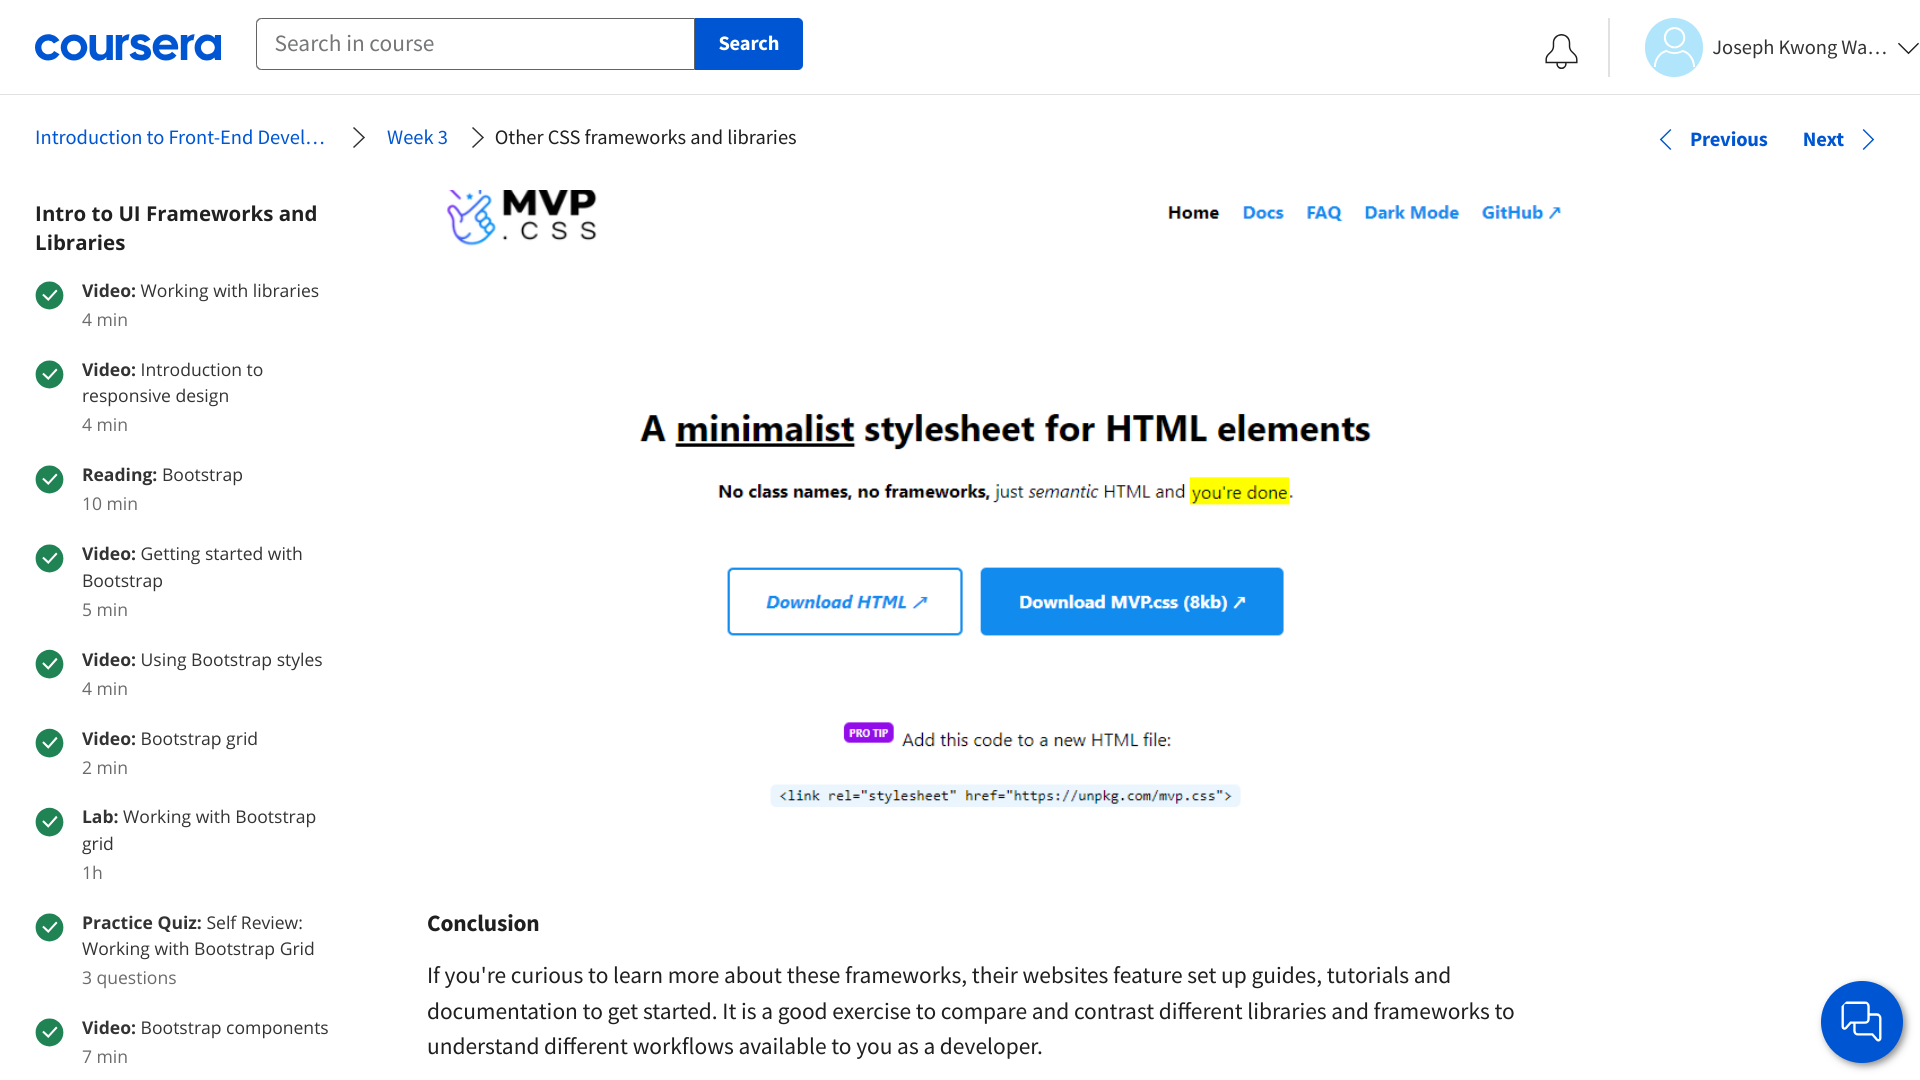 coursera
Search in course
Search
Joseph Kwong Wa...
Introduction to Front-End Devel...
Week 3
Other CSS frameworks and libraries
Previous
Next
Intro to UI Frameworks and
Libraries
Video: Working with libraries
4 min
Video: Introduction to
responsive design
4 min
Reading: Bootstrap
10 min
Video: Getting started with
Bootstrap
5 min
Video: Using Bootstrap styles
4 min
Video: Bootstrap grid
2 min
Lab: Working with Bootstrap
grid
1h
Practice Quiz: Self Review:
Working with Bootstrap Grid
3 questions
Video: Bootstrap components
7 min
MVP
.CSS
Home
Docs
FAQ
Dark Mode
GitHub ↗
A minimalist stylesheet for HTML elements
No class names, no frameworks, just semantic HTML and you're done.
Download HTML ↗
Download MVP.css (8kb) ↗
PRO TIP Add this code to a new HTML file:
<link rel="stylesheet" href="https://unpkg.com/mvp.css">
Conclusion
If you're curious to learn more about these frameworks, their websites feature set up guides, tutorials and
documentation to get started. It is a good exercise to compare and contrast different libraries and frameworks to
understand different workflows available to you as a developer.